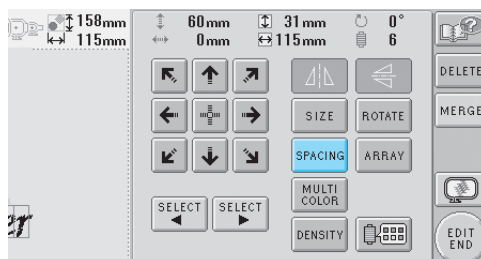 158mm 60mm 31mm 0°
115mm 0mm 115mm 6
DELETE
SIZE ROTATE MERGE
SPACING ARRAY
MULTI
COLOR
SELECT SELECT
DENSITY EDIT
END
er